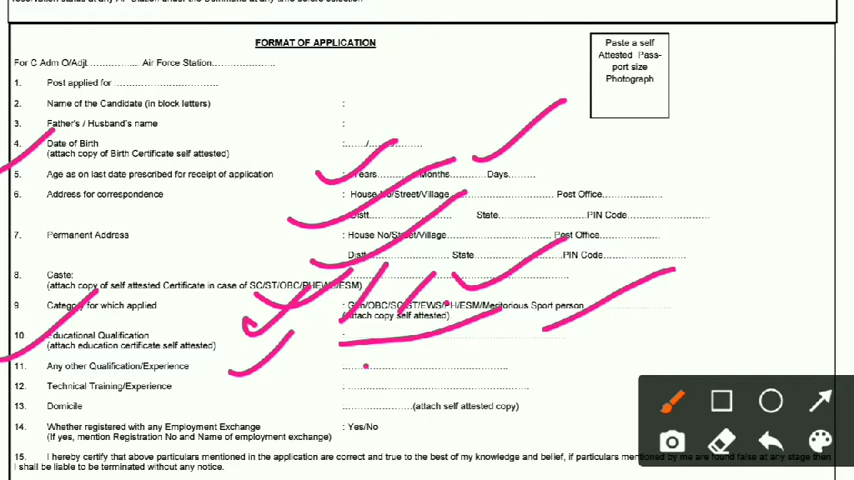 FORMAT OF APPLICATION
Paste a self
Attested Pass-
port size
Photograph
For C Adm O/Adjt................. Air Force Station....................
1. Post applied for ..................................
2. Name of the Candidate (in block letters) :
3. Father's / Husband's name :
4. Date of Birth :....../......../..........
(attach copy of Birth Certificate self attested)
5. Age as on last date prescribed for receipt of application : Years............Months..........Days.......
6. Address for correspondence : House No/Street/Village.................................... Post Office....................
Distt........................... State...........................PIN Code.........................
7. Permanent Address : House No/Street/Village.................................... Post Office....................
Distt........................... State...........................PIN Code.........................
8. Caste: :..............................................................
(attach copy of self attested Certificate in case of SC/ST/OBC/PH/EWS/ESM)
9. Category for which applied : Gen/OBC/SC/ST/EWS/PH/ESM/Meritorious Sport person
(attach copy self attested)
10. Educational Qualification :
(attach education certificate self attested)
11. Any other Qualification/Experience :......................................................
12. Technical Training/Experience :......................................................
13. Domicile :......................(attach self attested copy)
14. Whether registered with any Employment Exchange : Yes/No
(If yes, mention Registration No and Name of employment exchange)
15. I hereby certify that above particulars mentioned in the application are correct and true to the best of my knowledge and belief, if particulars mentioned by me are found false at any stage then
I shall be liable to be terminated without any notice.